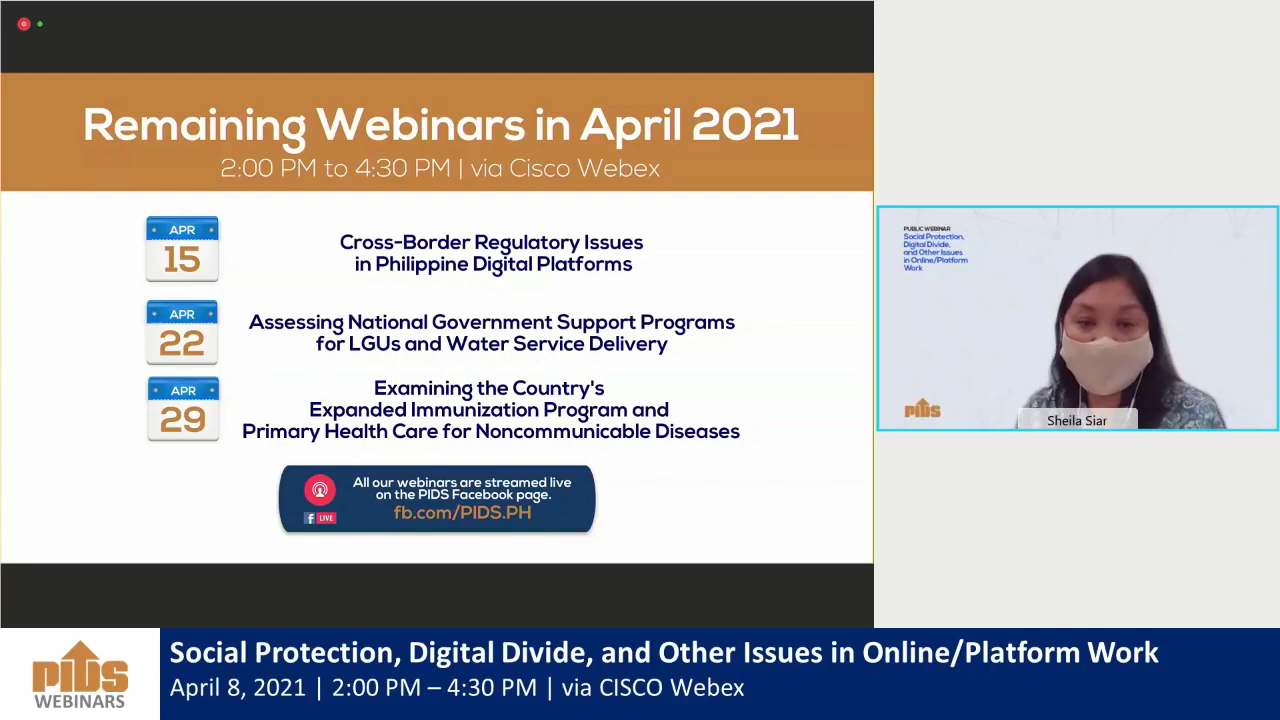 Remaining Webinars in April 2021
2:00 PM to 4:30 PM | via Cisco Webex
APR
15
Cross-Border Regulatory Issues
in Philippine Digital Platforms
APR
22
Assessing National Government Support Programs
for LGUs and Water Service Delivery
APR
29
Examining the Country's
Expanded Immunization Program and
Primary Health Care for Noncommunicable Diseases
All our webinars are streamed live
on the PIDS Facebook page.
fb.com/PIDS.PH
f LIVE
PUBLIC WEBINAR
Social Protection,
Digital Divide,
and Other Issues
in Online/Platform
Work
PIDS
Sheila Siar
PIDS
WEBINARS
Social Protection, Digital Divide, and Other Issues in Online/Platform Work
April 8, 2021 | 2:00 PM – 4:30 PM | via CISCO Webex